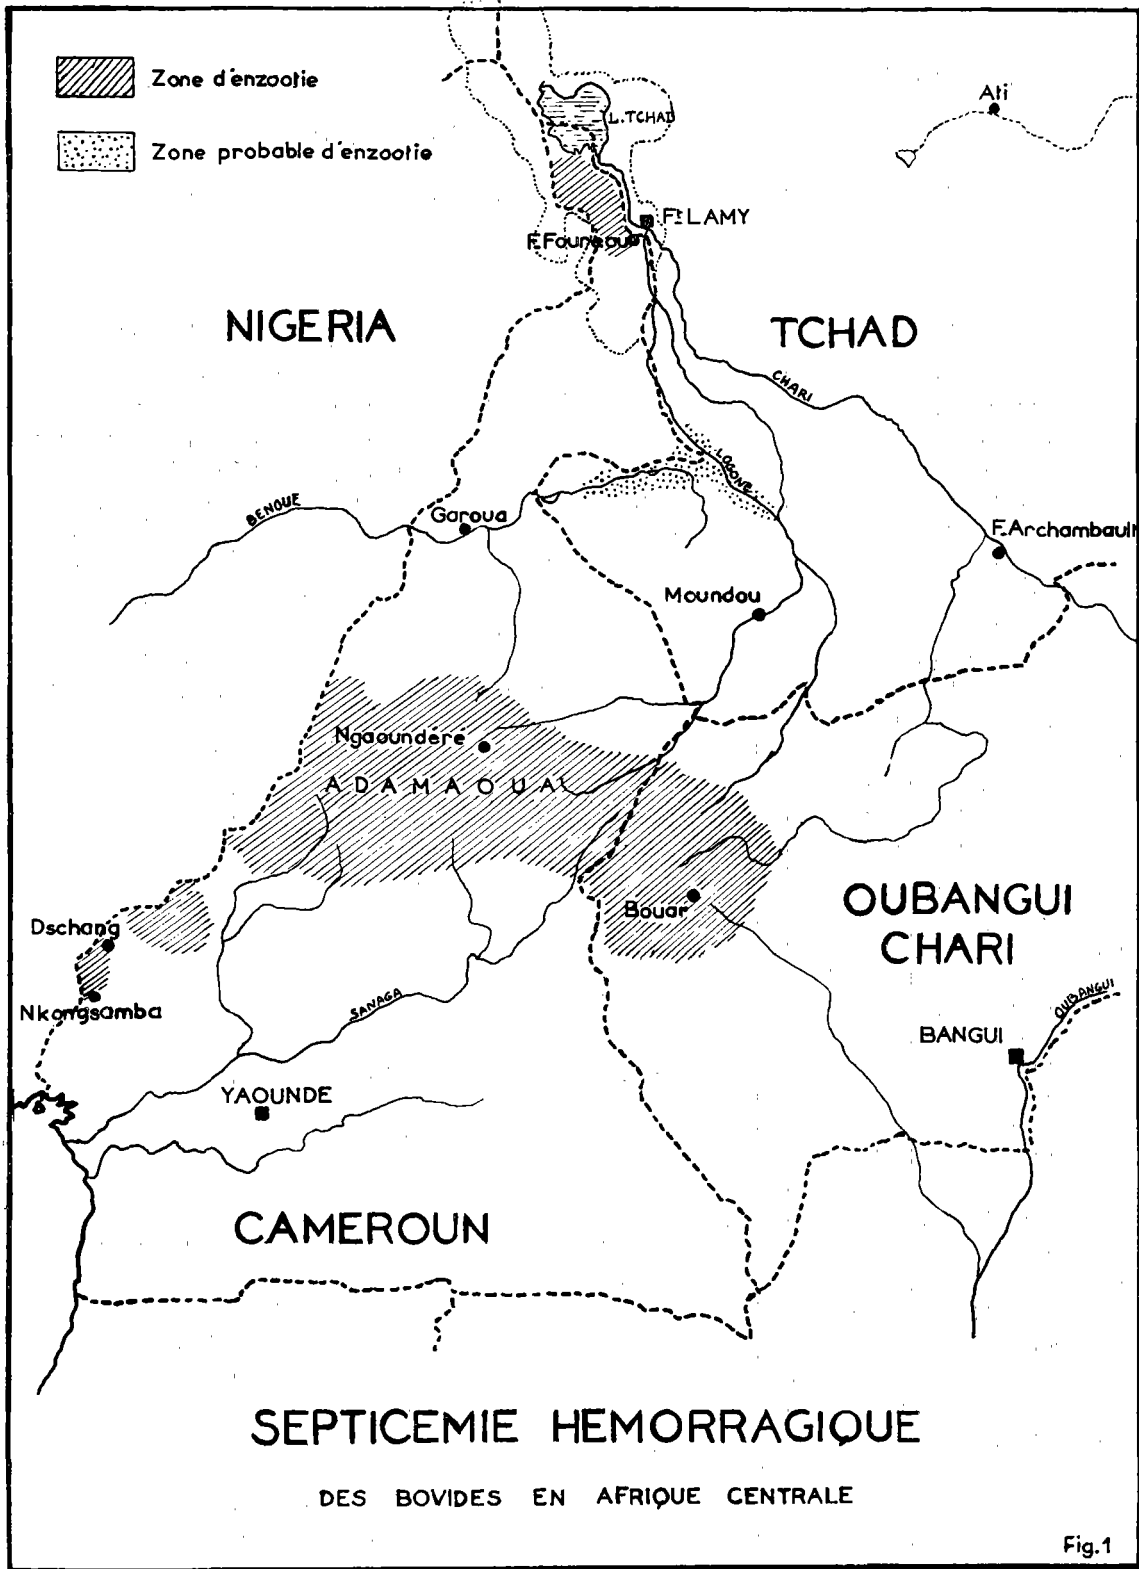 Zone d'enzootie
Zone probable d'enzootie
L. TCHAD
Ati
Ft LAMY
F. Foureau
NIGERIA
TCHAD
CHARI
LOGONE
BENOUE
Garoua
F. Archambault
Moundou
Ngaoundere
ADAMAOUA
Bouar
OUBANGUI
CHARI
Dschang
Nkongsamba
SANAGA
OUBANGUI
BANGUI
YAOUNDE
CAMEROUN
SEPTICEMIE HEMORRAGIQUE
DES BOVIDES EN AFRIQUE CENTRALE
Fig.1